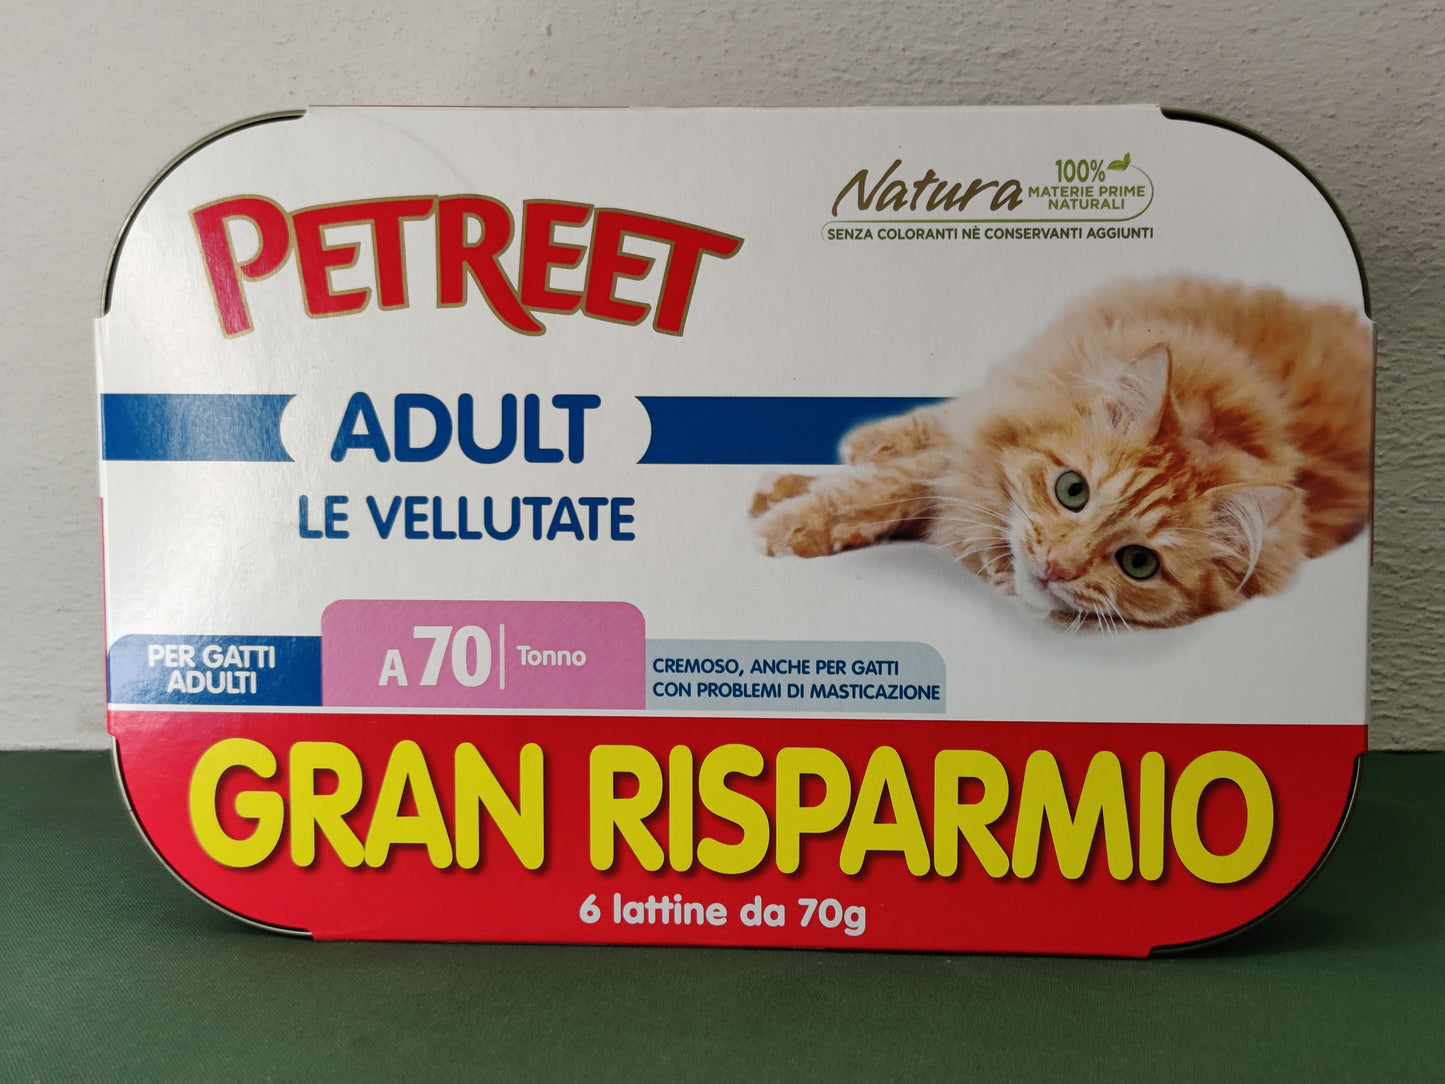 PETREET
Natura
100%
MATERIE PRIME
NATURALI
SENZA COLORANTI NÈ CONSERVANTI AGGIUNTI
ADULT
LE VELLUTATE
PER GATTI
ADULTI
A 70 Tonno
CREMOSO, ANCHE PER GATTI
CON PROBLEMI DI MASTICAZIONE
GRAN RISPARMIO
6 lattine da 70g